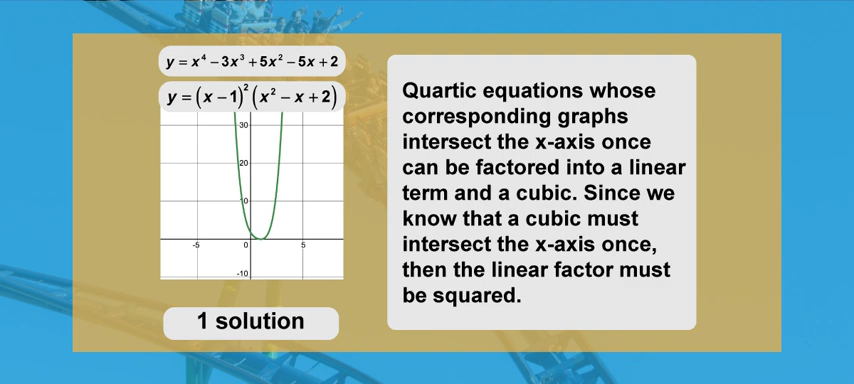 y = x⁴ – 3x³ + 5x² – 5x + 2
y = (x – 1)² (x² – x + 2)
30
20
10
-5 0 5
-10
1 solution
Quartic equations whose
corresponding graphs
intersect the x-axis once
can be factored into a linear
term and a cubic. Since we
know that a cubic must
intersect the x-axis once,
then the linear factor must
be squared.